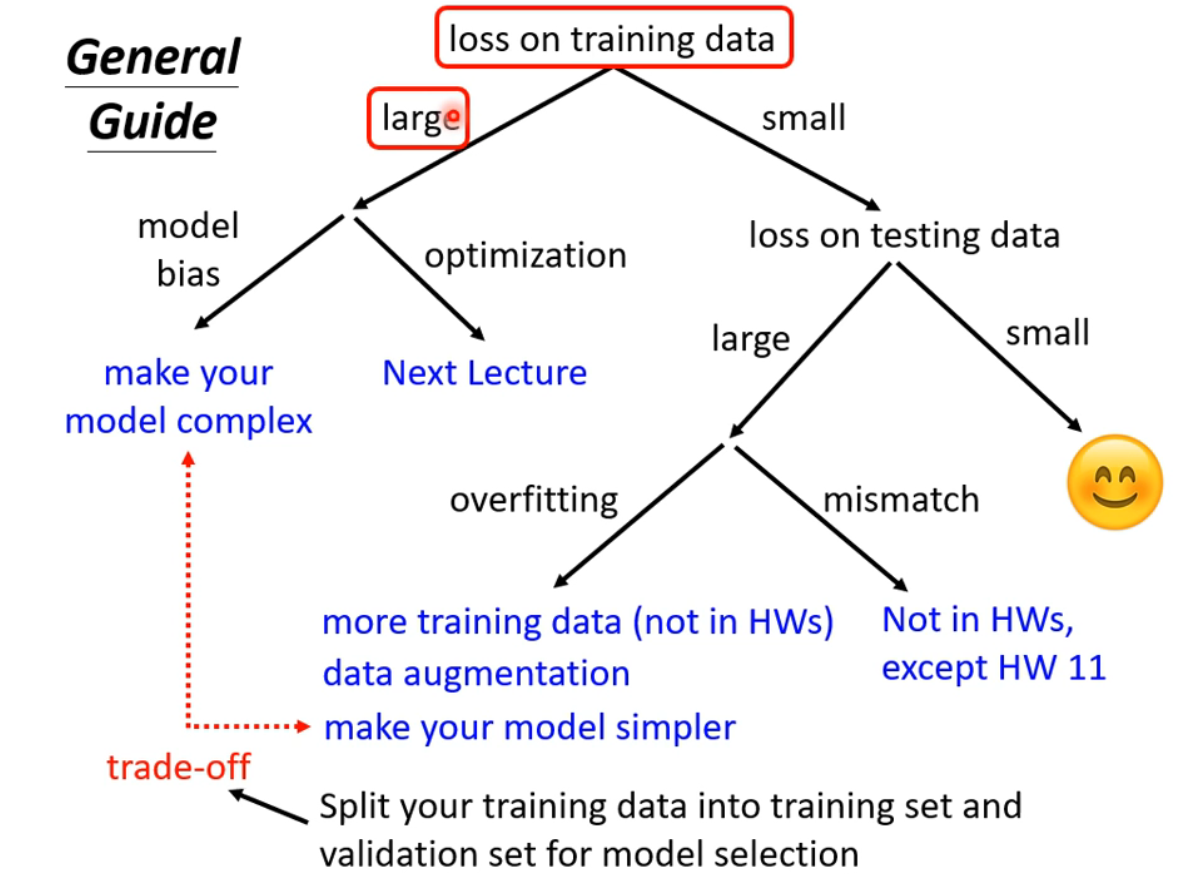 General
Guide
loss on training data
large
small
model
bias
optimization
loss on testing data
make your
model complex
Next Lecture
large
small
overfitting
mismatch
more training data (not in HWs)
data augmentation
make your model simpler
Not in HWs,
except HW 11
trade-off
Split your training data into training set and
validation set for model selection